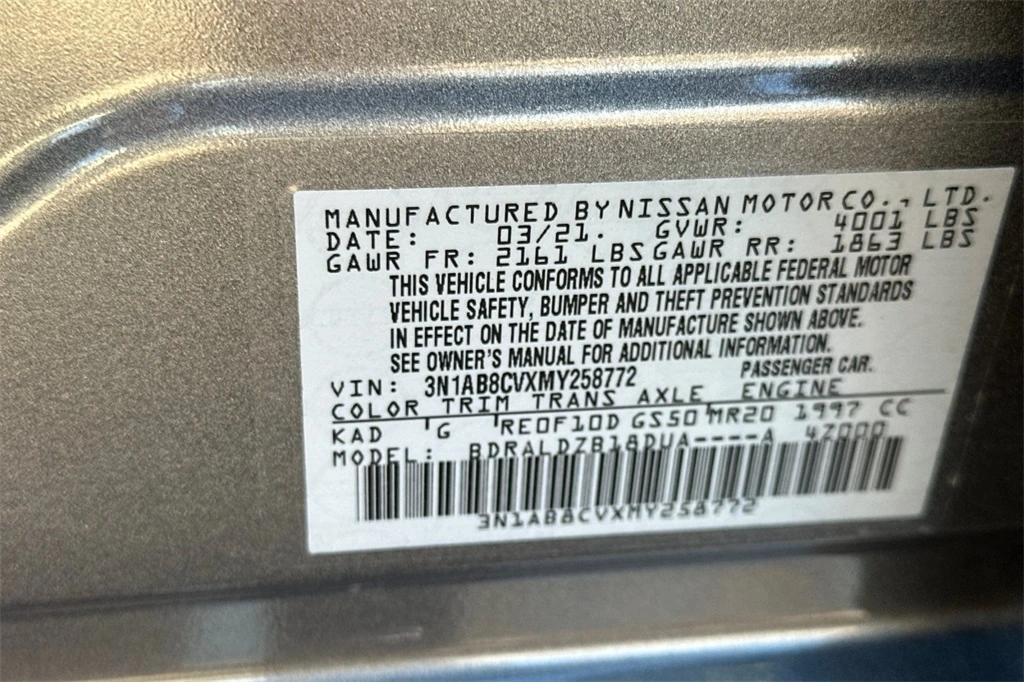 MANUFACTURED BY NISSAN MOTOR CO., LTD.
DATE: 03/21. GVWR: 4001 LBS
GAWR FR: 2161 LBS GAWR RR: 1863 LBS
THIS VEHICLE CONFORMS TO ALL APPLICABLE FEDERAL MOTOR
VEHICLE SAFETY, BUMPER AND THEFT PREVENTION STANDARDS
IN EFFECT ON THE DATE OF MANUFACTURE SHOWN ABOVE.
SEE OWNER'S MANUAL FOR ADDITIONAL INFORMATION.
VIN: 3N1AB8CVXMY258772 PASSENGER CAR.
COLOR TRIM TRANS AXLE ENGINE
KAD G RE0F10D GS50 MR20 1997 CC
MODEL: BDRALDZB18DUA----A 47000
3N1AB8CVXMY258772